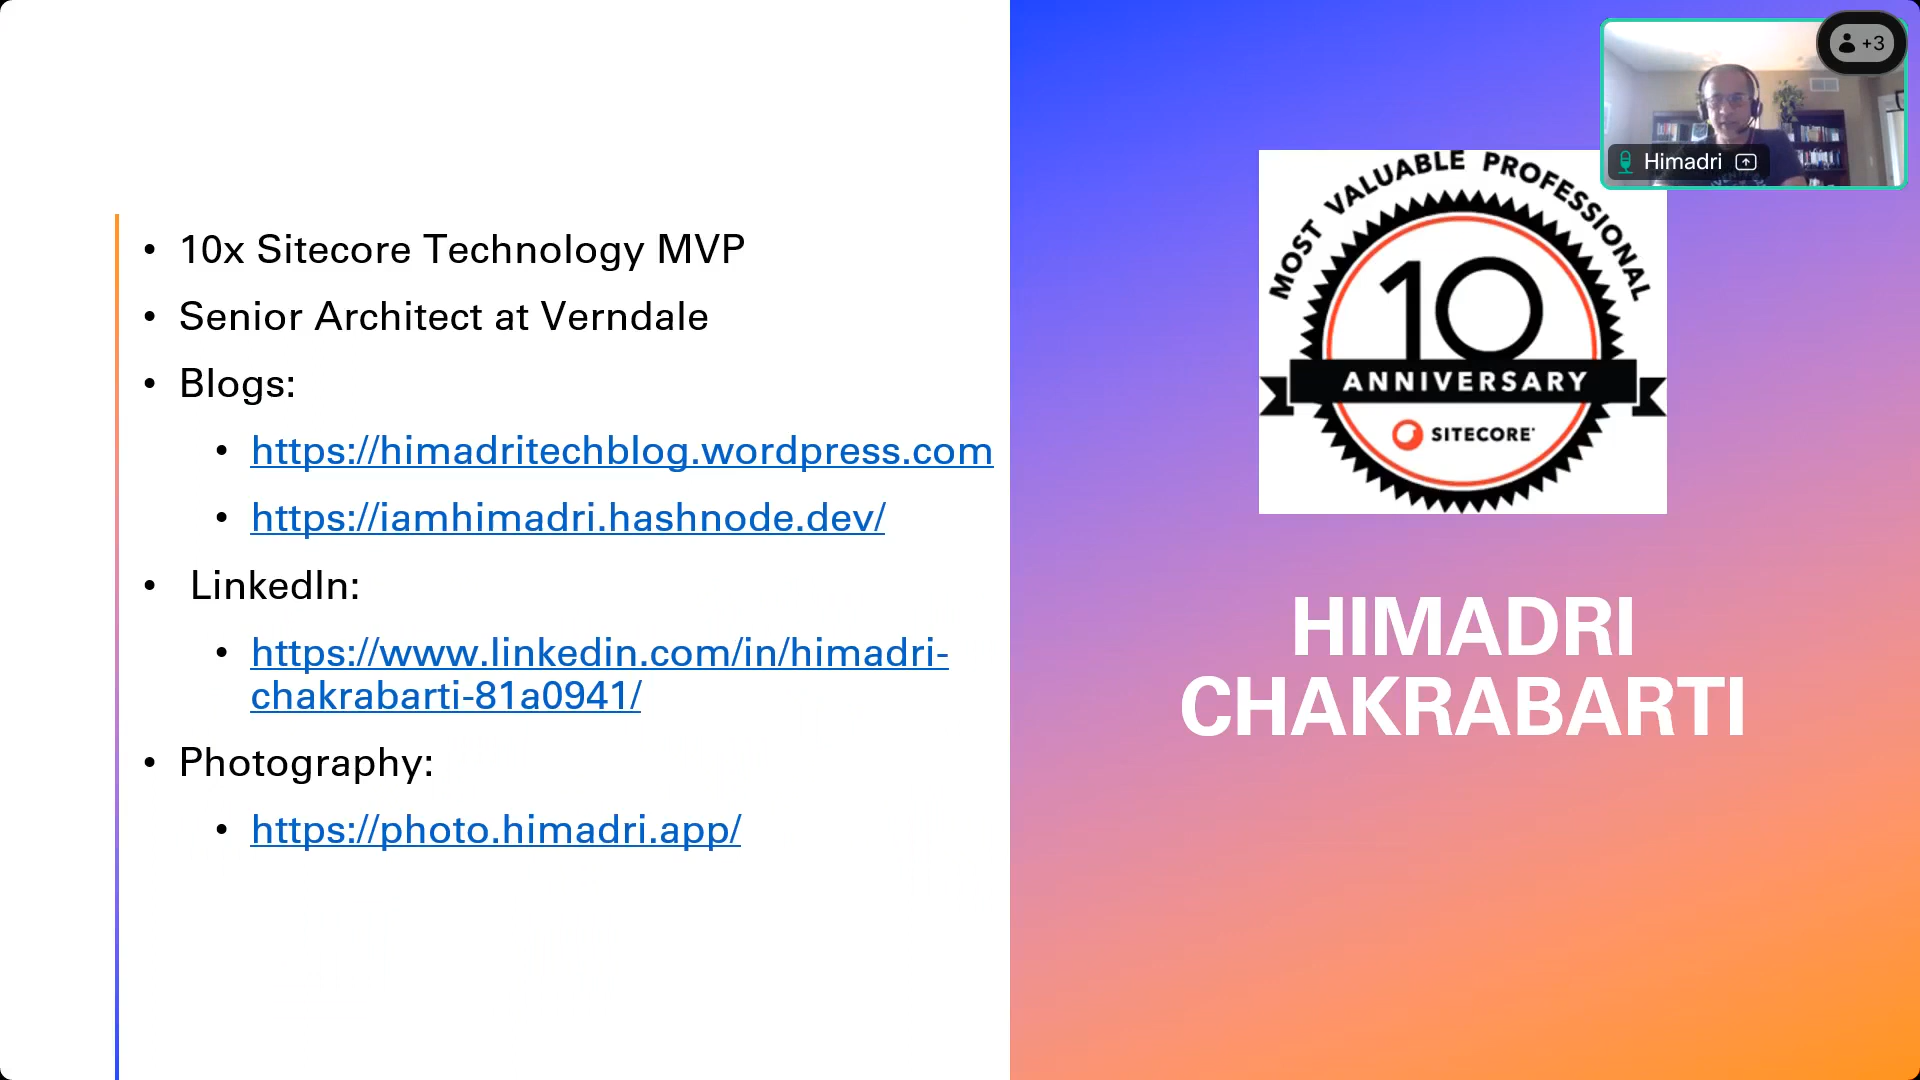 10x Sitecore Technology MVP
Senior Architect at Verndale
Blogs:
https://himadritechblog.wordpress.com
https://iamhimadri.hashnode.dev/
LinkedIn:
https://www.linkedin.com/in/himadri-
chakrabarti-81a0941/
Photography:
https://photo.himadri.app/
+3
Himadri
MOST VALUABLE PROFESSIONAL
10
ANNIVERSARY
SITECORE
HIMADRI
CHAKRABARTI